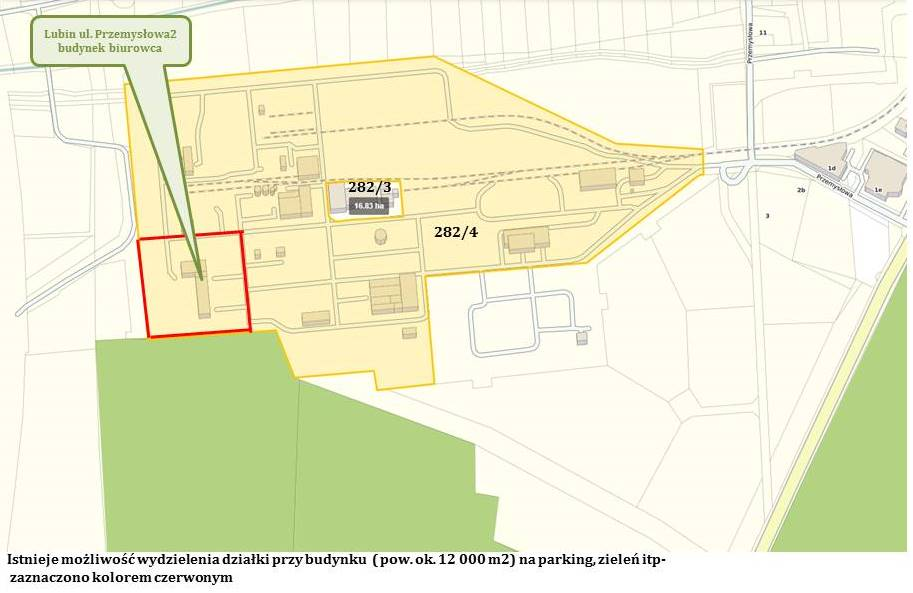 Lubin ul. Przemysłowa2
budynek biurowca
Przemysłowa
11
282/3
16.83 ha
282/4
1d
Przemysłowa
2b
1e
3
Istnieje możliwość wydzielenia działki przy budynku ( pow. ok. 12 000 m2) na parking, zieleń itp-
zaznaczono kolorem czerwonym